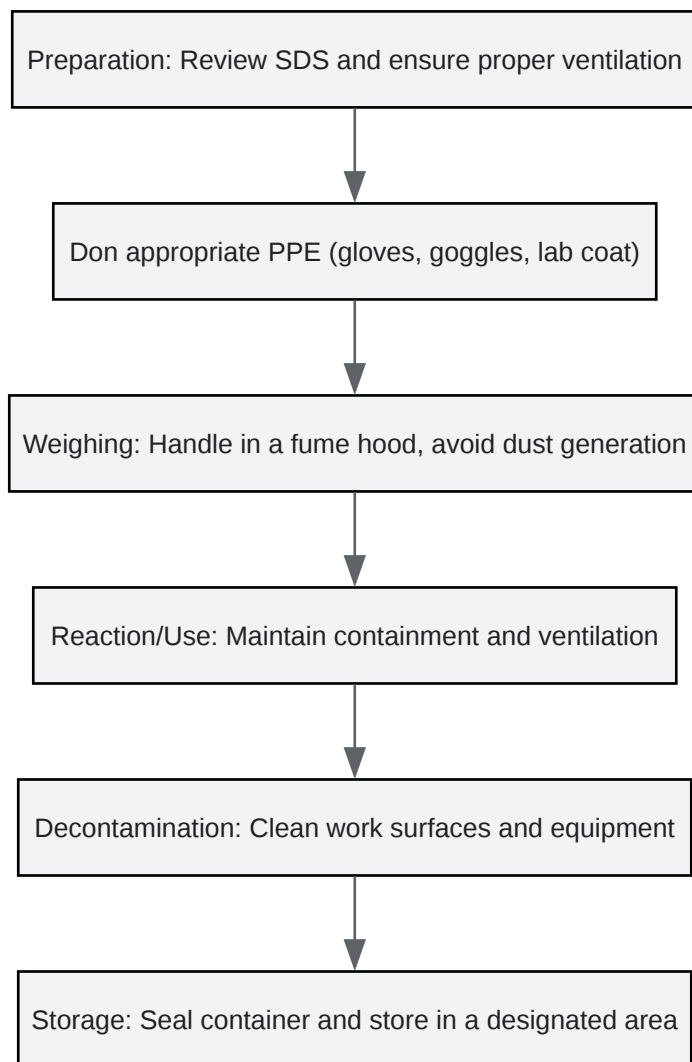 Preparation: Review SDS and ensure proper ventilation
Don appropriate PPE (gloves, goggles, lab coat)
Weighing: Handle in a fume hood, avoid dust generation
Reaction/Use: Maintain containment and ventilation
Decontamination: Clean work surfaces and equipment
Storage: Seal container and store in a designated area